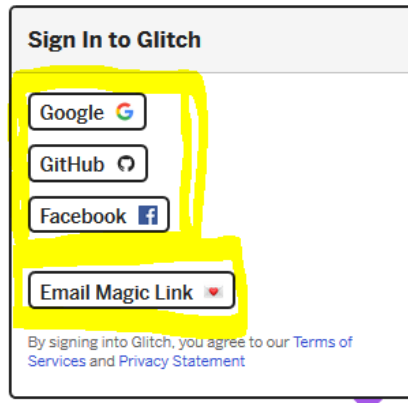 Sign In to Glitch
Google
GitHub
Facebook
Email Magic Link
By signing into Glitch, you agree to our Terms of
Services and Privacy Statement